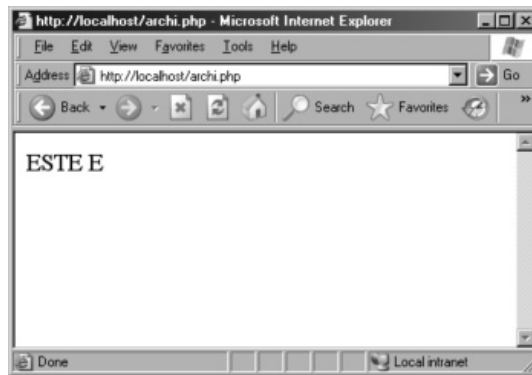 http://localhost/archi.php - Microsoft Internet Explorer
File Edit View Favorites Tools Help
Address http://localhost/archi.php Go
Back Search Favorites »
ESTE E
Done Local intranet